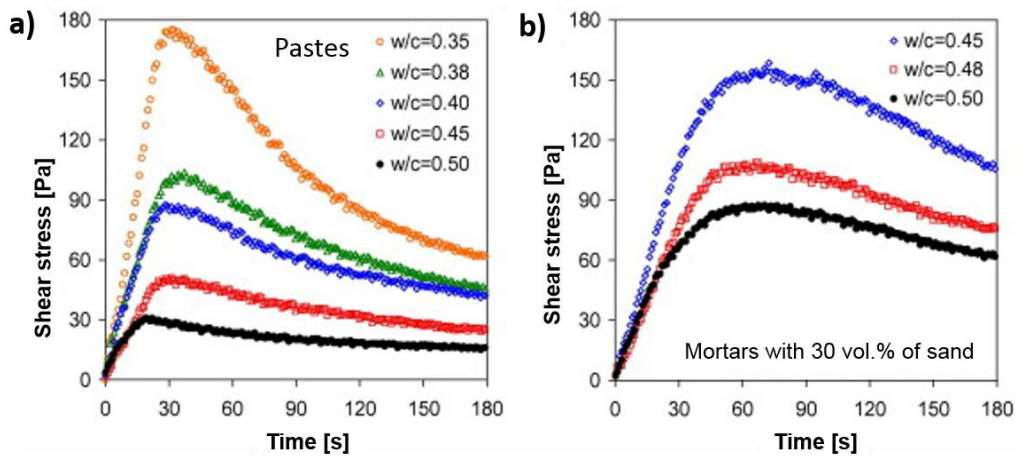 a)
Pastes
w/c=0.35
w/c=0.38
w/c=0.40
w/c=0.45
w/c=0.50
180
150
120
90
60
30
0
Shear stress [Pa]
0 30 60 90 120 150 180
Time [s]
b)
w/c=0.45
w/c=0.48
w/c=0.50
Mortars with 30 vol.% of sand
180
150
120
90
60
30
0
Shear stress [Pa]
0 30 60 90 120 150 180
Time [s]